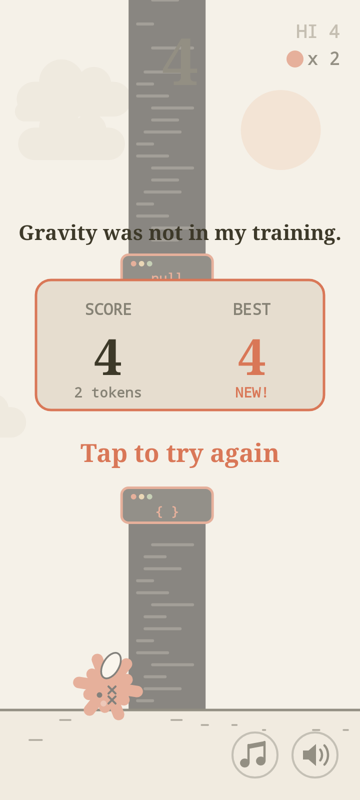 HI 4
4
x 2
Gravity was not in my training.
null
SCORE BEST
4 4
2 tokens NEW!
Tap to try again
{ }